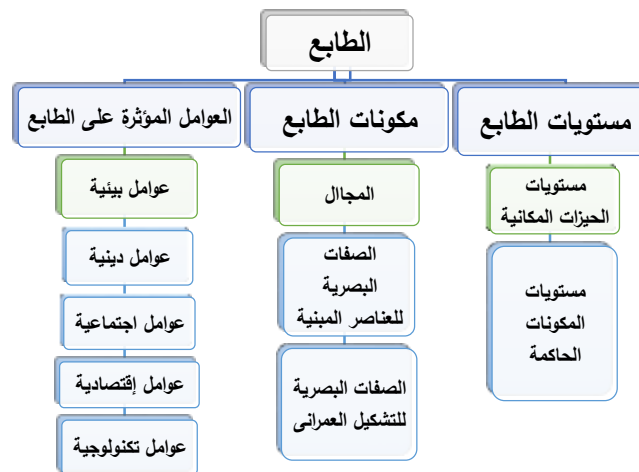 الطابع
مستويات الطابع
مكونات الطابع
العوامل المؤثرة على الطابع
مستويات
الحيزات المكانية
مستويات
المكونات
الحاكمة
المجاال
الصفات
البصرية
للعناصر المبنية
الصفات البصرية
للتشكيل العمرانى
عوامل بيئية
عوامل دينية
عوامل اجتماعية
عوامل إقتصادية
عوامل تكنولوجية